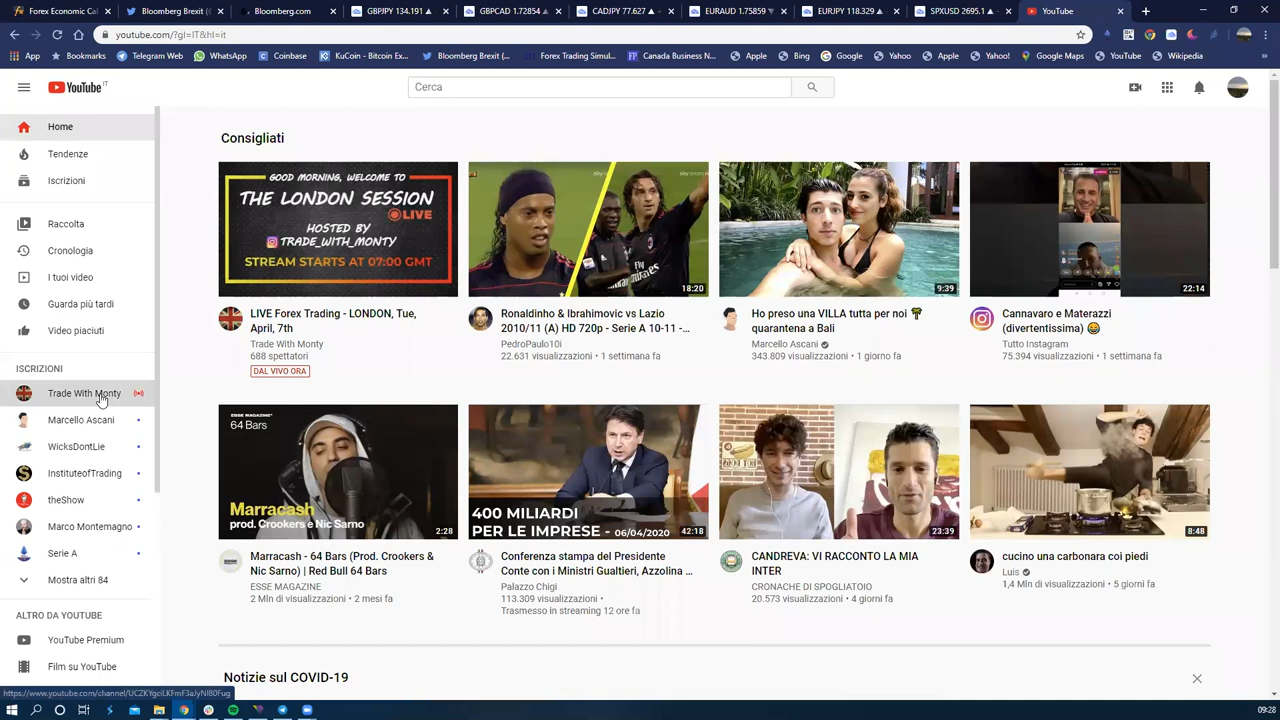 Forex Economic Cal
Bloomberg Brexit (
Bloomberg.com
GBPJPY 134.191 ▲
GBPCAD 1.72854 ▲
CADJPY 77.627 ▲
EURAUD 1.75859 ▼
EURJPY 118.329 ▲
SPXUSD 2695.1 ▲
YouTube
youtube.com/?gl=IT&hl=it
App
Bookmarks
Telegram Web
WhatsApp
Coinbase
KuCoin - Bitcoin Ex...
Bloomberg Brexit (...
Forex Trading Simul...
Canada Business N...
Apple
Bing
Google
Yahoo
Apple
Yahoo!
Google Maps
YouTube
Wikipedia
YouTube IT
Cerca
Home
Tendenze
Iscrizioni
Raccolta
Cronologia
I tuoi video
Guarda più tardi
Video piaciuti
ISCRIZIONI
Trade With Monty
Marcello Ascani
WicksDontLie
InstituteofTrading
theShow
Marco Montemagno
Serie A
Mostra altri 84
ALTRO DA YOUTUBE
YouTube Premium
Film su YouTube
Consigliati
GOOD MORNING, WELCOME TO
THE LONDON SESSION
LIVE
HOSTED BY
TRADE_WITH_MONTY
STREAM STARTS AT 07:00 GMT
LIVE Forex Trading - LONDON, Tue,
April, 7th
Trade With Monty
688 spettatori
DAL VIVO ORA
18:20
Ronaldinho & Ibrahimovic vs Lazio
2010/11 (A) HD 720p - Serie A 10-11 -...
PedroPaulo10i
22.631 visualizzazioni • 1 settimana fa
9:39
Ho preso una VILLA tutta per noi 🌴
quarantena a Bali
Marcello Ascani
343.809 visualizzazioni • 1 giorno fa
22:14
Cannavaro e Materazzi
(divertentissima) 😂
Tutto Instagram
75.394 visualizzazioni • 1 settimana fa
ESSE MAGAZINE
64 Bars
Marracash
prod. Crookers e Nic Sarno
2:28
Marracash - 64 Bars (Prod. Crookers &
Nic Sarno) | Red Bull 64 Bars
ESSE MAGAZINE
2 Mln di visualizzazioni • 2 mesi fa
400 MILIARDI
PER LE IMPRESE - 06/04/2020
42:18
Conferenza stampa del Presidente
Conte con i Ministri Gualtieri, Azzolina ...
Palazzo Chigi
113.309 visualizzazioni •
Trasmesso in streaming 12 ore fa
23:39
CANDREVA: VI RACCONTO LA MIA
INTER
CRONACHE DI SPOGLIATOIO
20.573 visualizzazioni • 4 giorni fa
8:48
cucino una carbonara coi piedi
Luis
1,4 Mln di visualizzazioni • 5 giorni fa
Notizie sul COVID-19
09:28